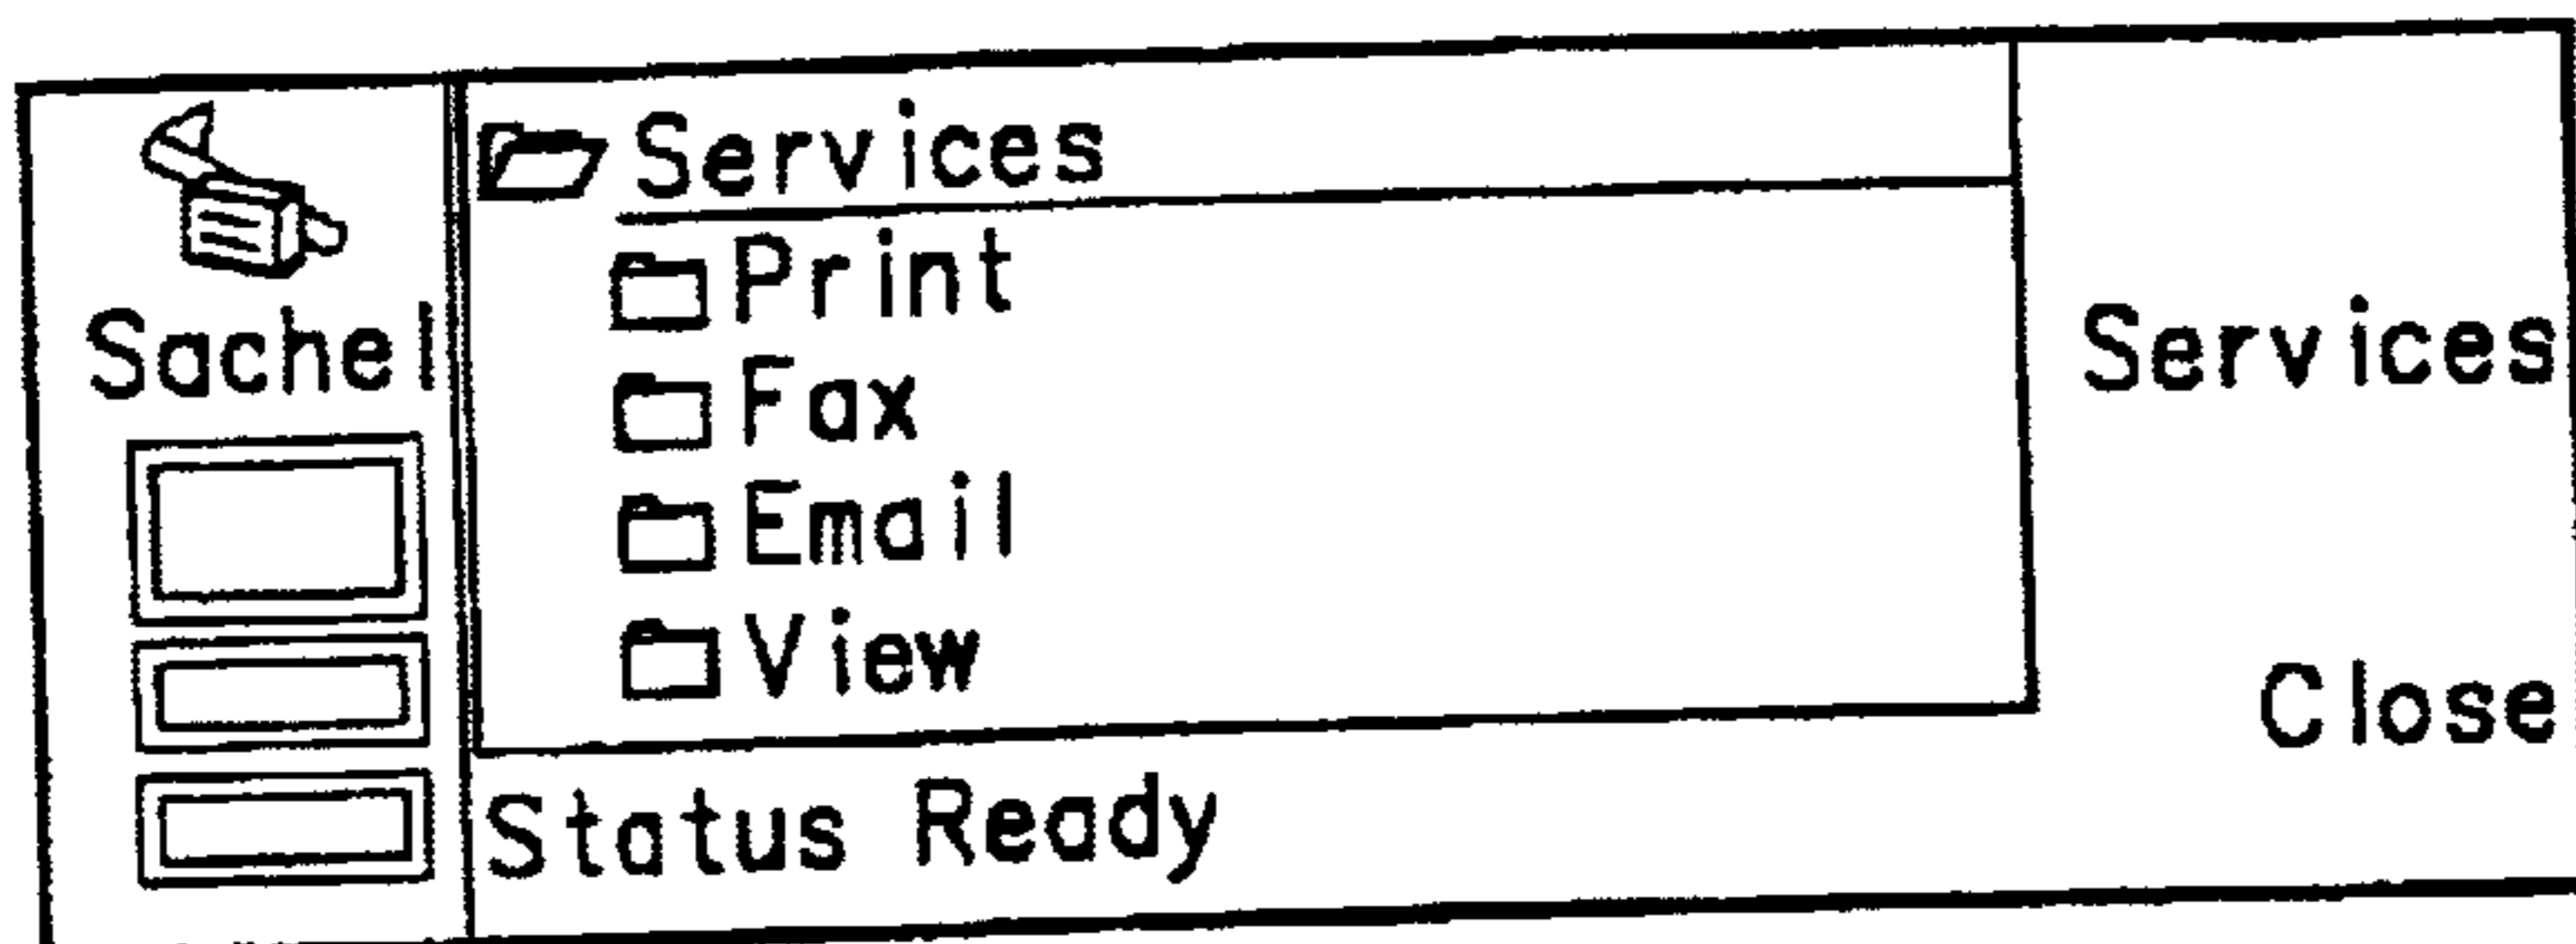 Sachel
Services
Print
Fax
Email
View
Status Ready
Services
Close